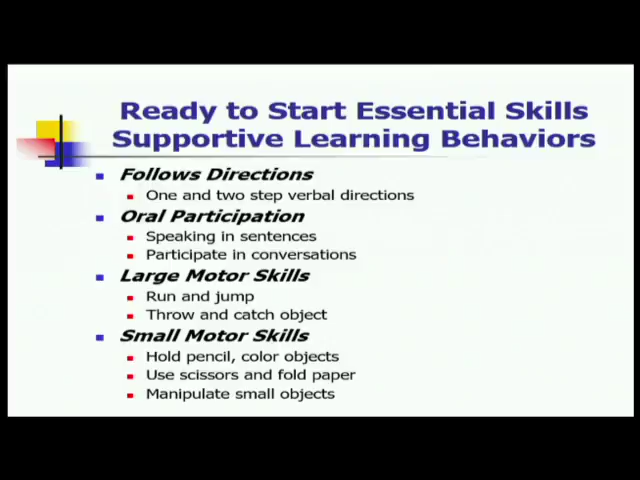 Ready to Start Essential Skills
Supportive Learning Behaviors
Follows Directions
One and two step verbal directions
Oral Participation
Speaking in sentences
Participate in conversations
Large Motor Skills
Run and jump
Throw and catch object
Small Motor Skills
Hold pencil, color objects
Use scissors and fold paper
Manipulate small objects